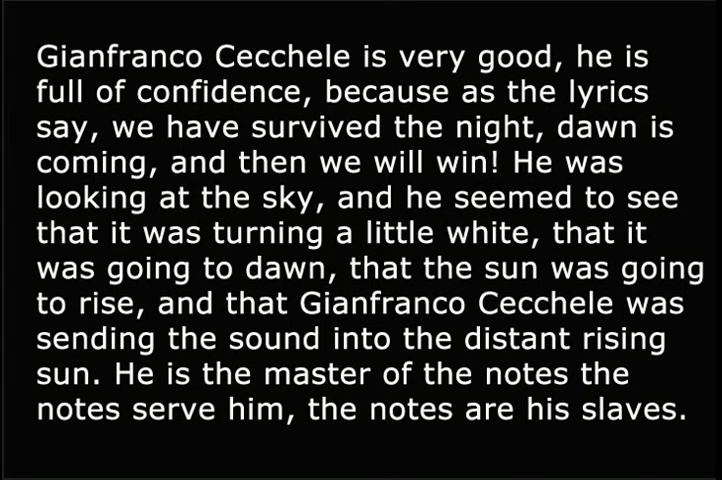 Gianfranco Cecchele is very good, he is
full of confidence, because as the lyrics
say, we have survived the night, dawn is
coming, and then we will win! He was
looking at the sky, and he seemed to see
that it was turning a little white, that it
was going to dawn, that the sun was going
to rise, and that Gianfranco Cecchele was
sending the sound into the distant rising
sun. He is the master of the notes the
notes serve him, the notes are his slaves.